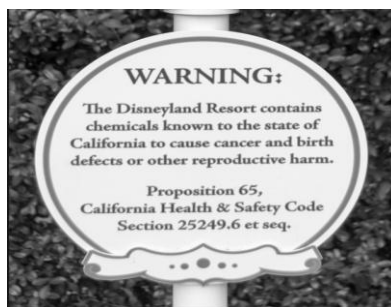 WARNING:
The Disneyland Resort contains
chemicals known to the state of
California to cause cancer and birth
defects or other reproductive harm.
Proposition 65,
California Health & Safety Code
Section 25249.6 et seq.